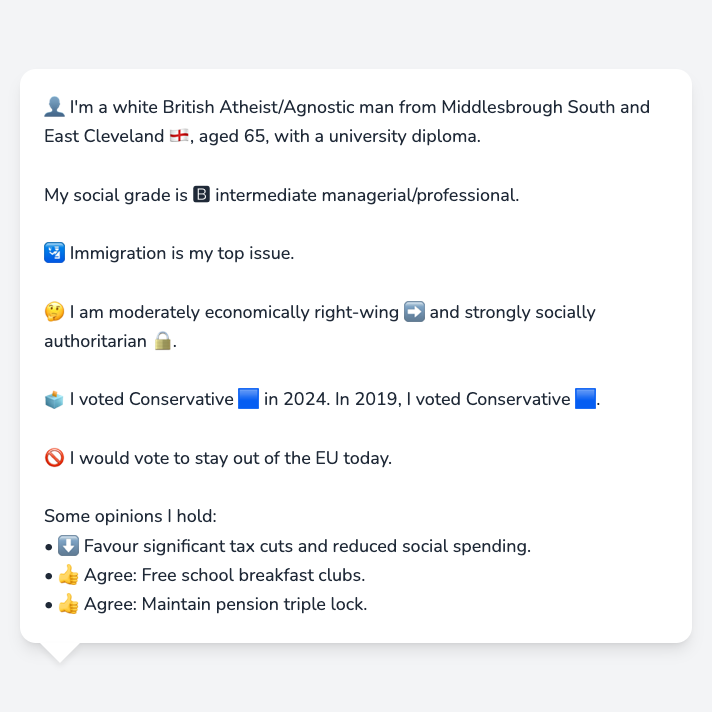 👤 I'm a white British Atheist/Agnostic man from Middlesbrough South and
East Cleveland 🏴󠁧󠁢󠁥󠁮󠁧󠁿, aged 65, with a university diploma.
My social grade is 🅱 intermediate managerial/professional.
🛂 Immigration is my top issue.
🤔 I am moderately economically right-wing ➡️ and strongly socially
authoritarian 🔒.
🗳️ I voted Conservative 🟦 in 2024. In 2019, I voted Conservative 🟦.
🚫 I would vote to stay out of the EU today.
Some opinions I hold:
• ⬇️ Favour significant tax cuts and reduced social spending.
• 👍 Agree: Free school breakfast clubs.
• 👍 Agree: Maintain pension triple lock.